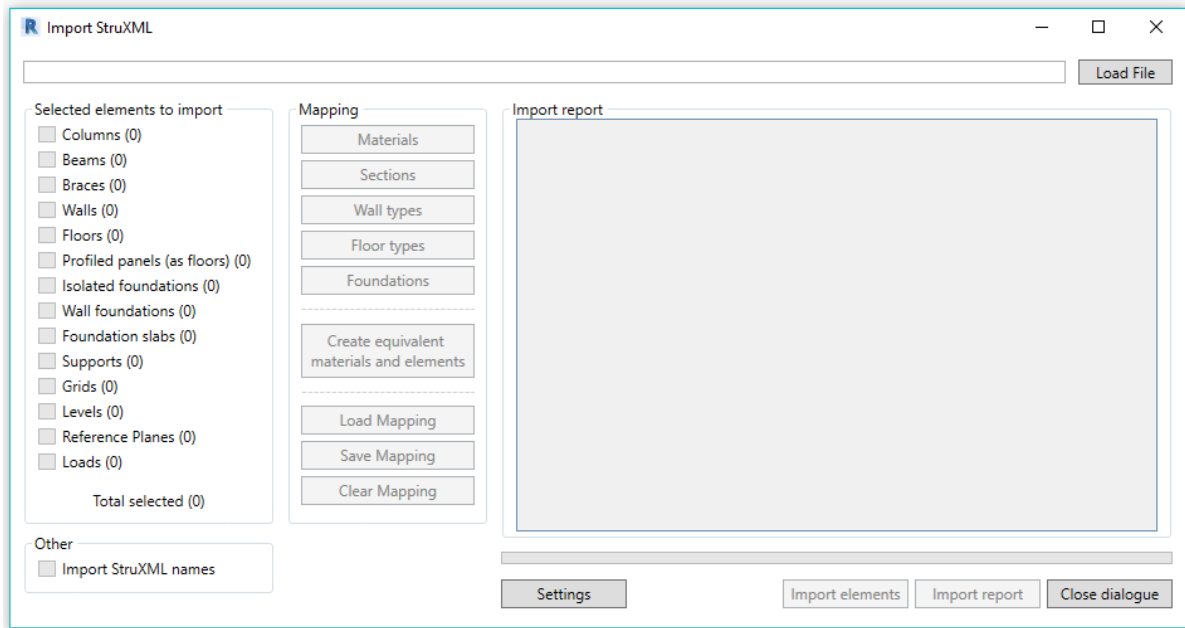 Import StruXML
Load File
Selected elements to import
Columns (0)
Beams (0)
Braces (0)
Walls (0)
Floors (0)
Profiled panels (as floors) (0)
Isolated foundations (0)
Wall foundations (0)
Foundation slabs (0)
Supports (0)
Grids (0)
Levels (0)
Reference Planes (0)
Loads (0)
Total selected (0)
Other
Import StruXML names
Mapping
Materials
Sections
Wall types
Floor types
Foundations
Create equivalent
materials and elements
Load Mapping
Save Mapping
Clear Mapping
Import report
Settings
Import elements
Import report
Close dialogue